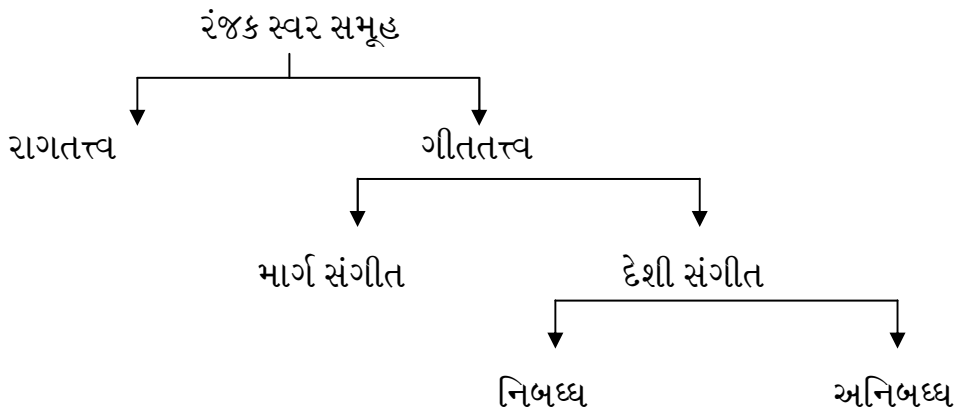 રંજક સ્વર સમૂહ
રાગતત્ત્વ ગીતતત્ત્વ
માર્ગ સંગીત દેશી સંગીત
નિબધ્ધ અનિબધ્ધ